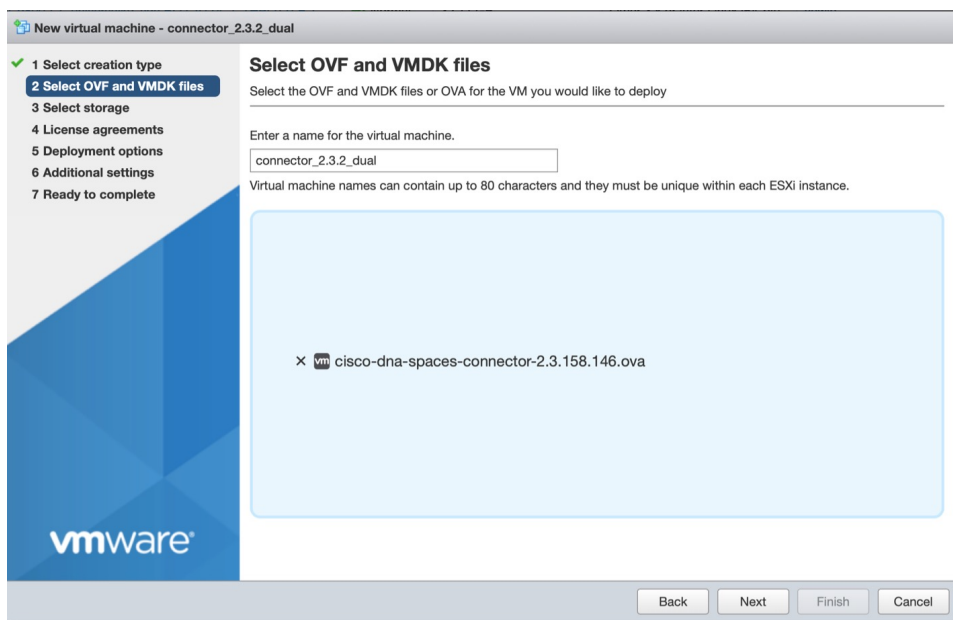 New virtual machine - connector_2.3.2_dual
1 Select creation type
2 Select OVF and VMDK files
3 Select storage
4 License agreements
5 Deployment options
6 Additional settings
7 Ready to complete
Select OVF and VMDK files
Select the OVF and VMDK files or OVA for the VM you would like to deploy
Enter a name for the virtual machine.
connector_2.3.2_dual
Virtual machine names can contain up to 80 characters and they must be unique within each ESXi instance.
vm cisco-dna-spaces-connector-2.3.158.146.ova
vmware®
Back Next Finish Cancel